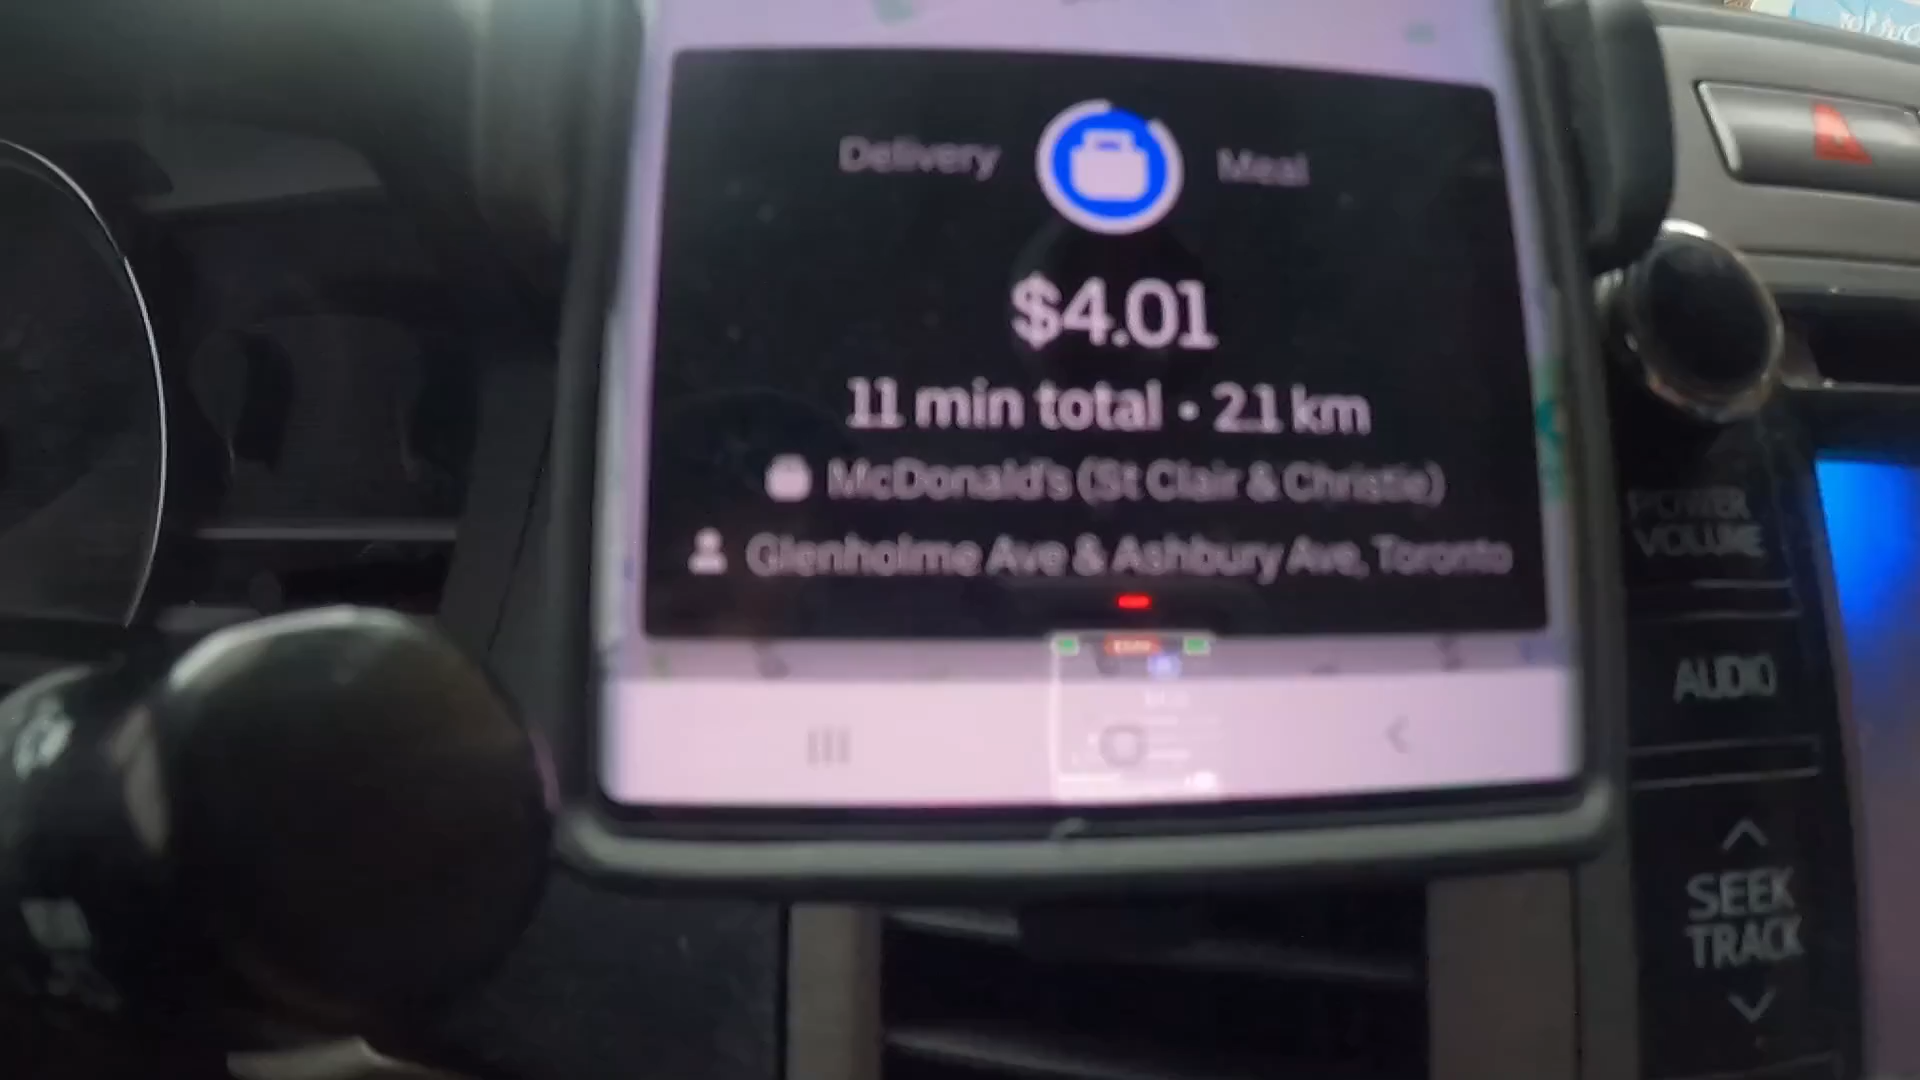 Delivery Meal
$4.01
11 min total • 2.1 km
McDonald's (St Clair & Christie)
Glenholme Ave & Ashbury Ave, Toronto
POWER
VOLUME
AUDIO
SEEK
TRACK